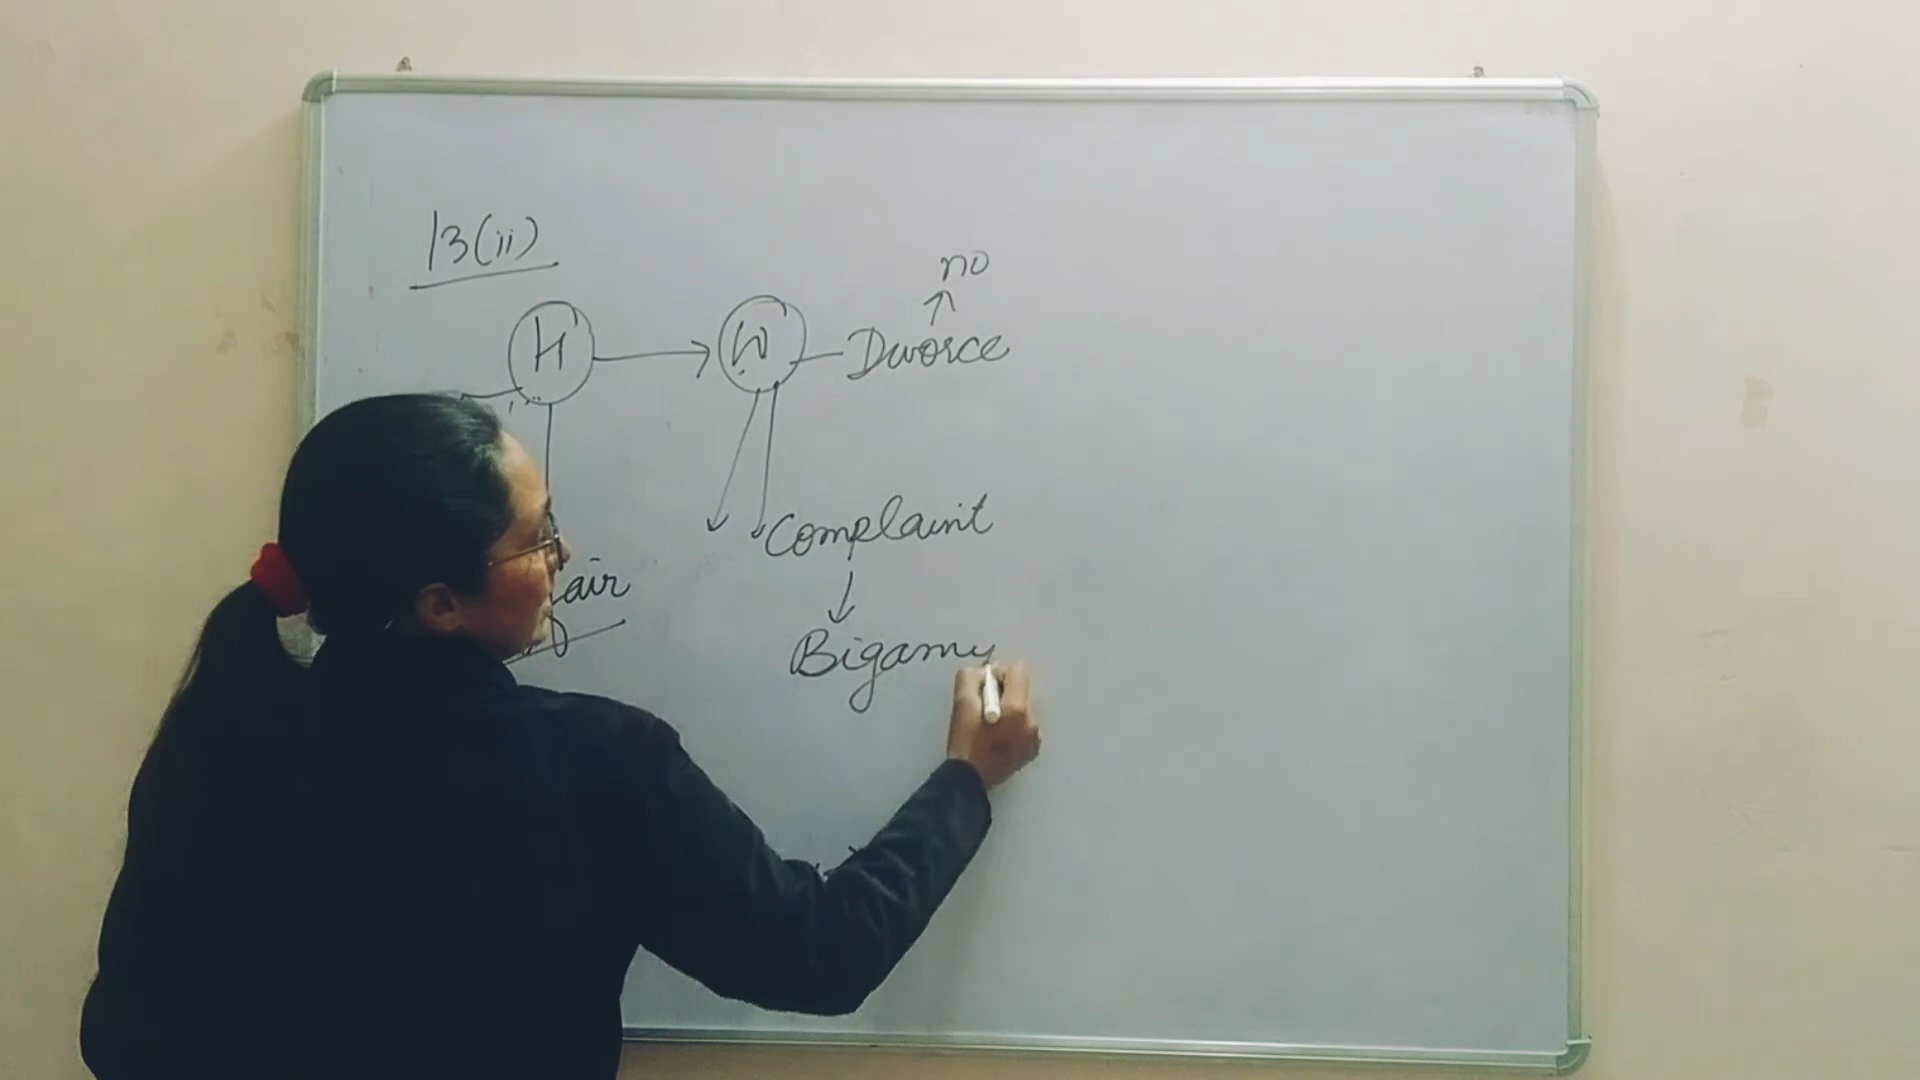 13(ii)
no
H W Divorce
Complaint
air
Bigamy